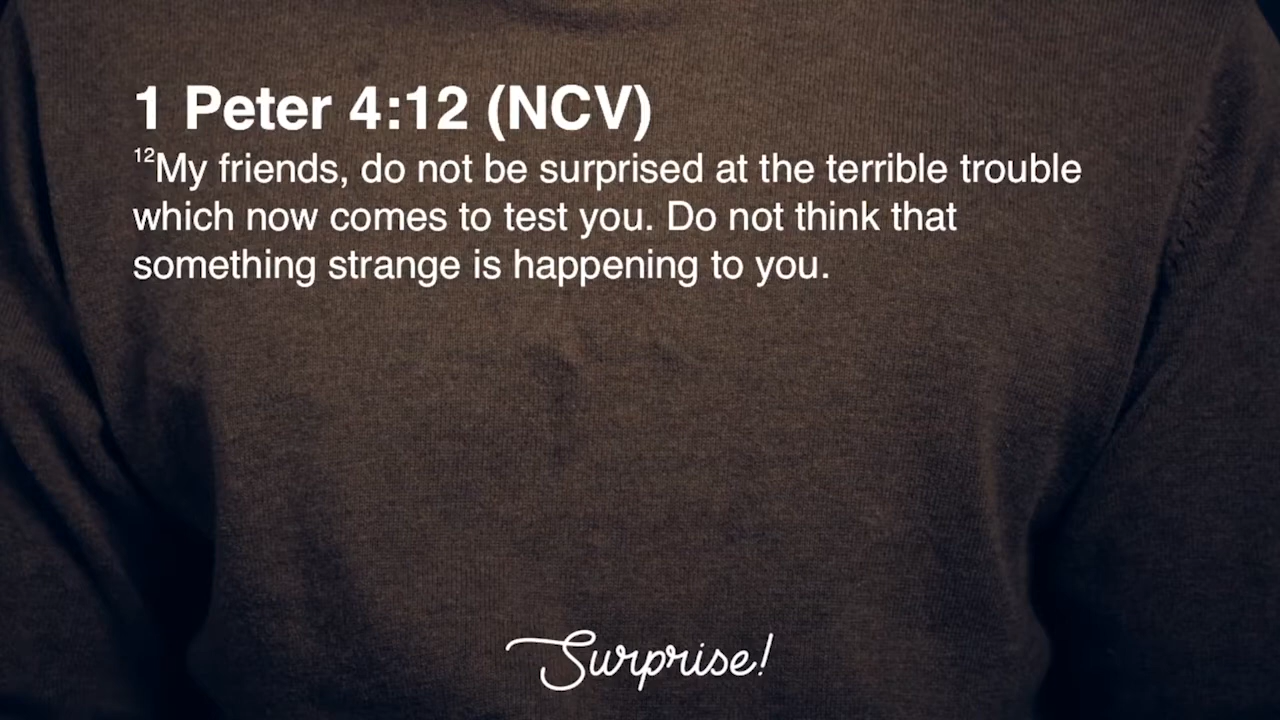 1 Peter 4:12 (NCV)
12My friends, do not be surprised at the terrible trouble
which now comes to test you. Do not think that
something strange is happening to you.
Surprise!